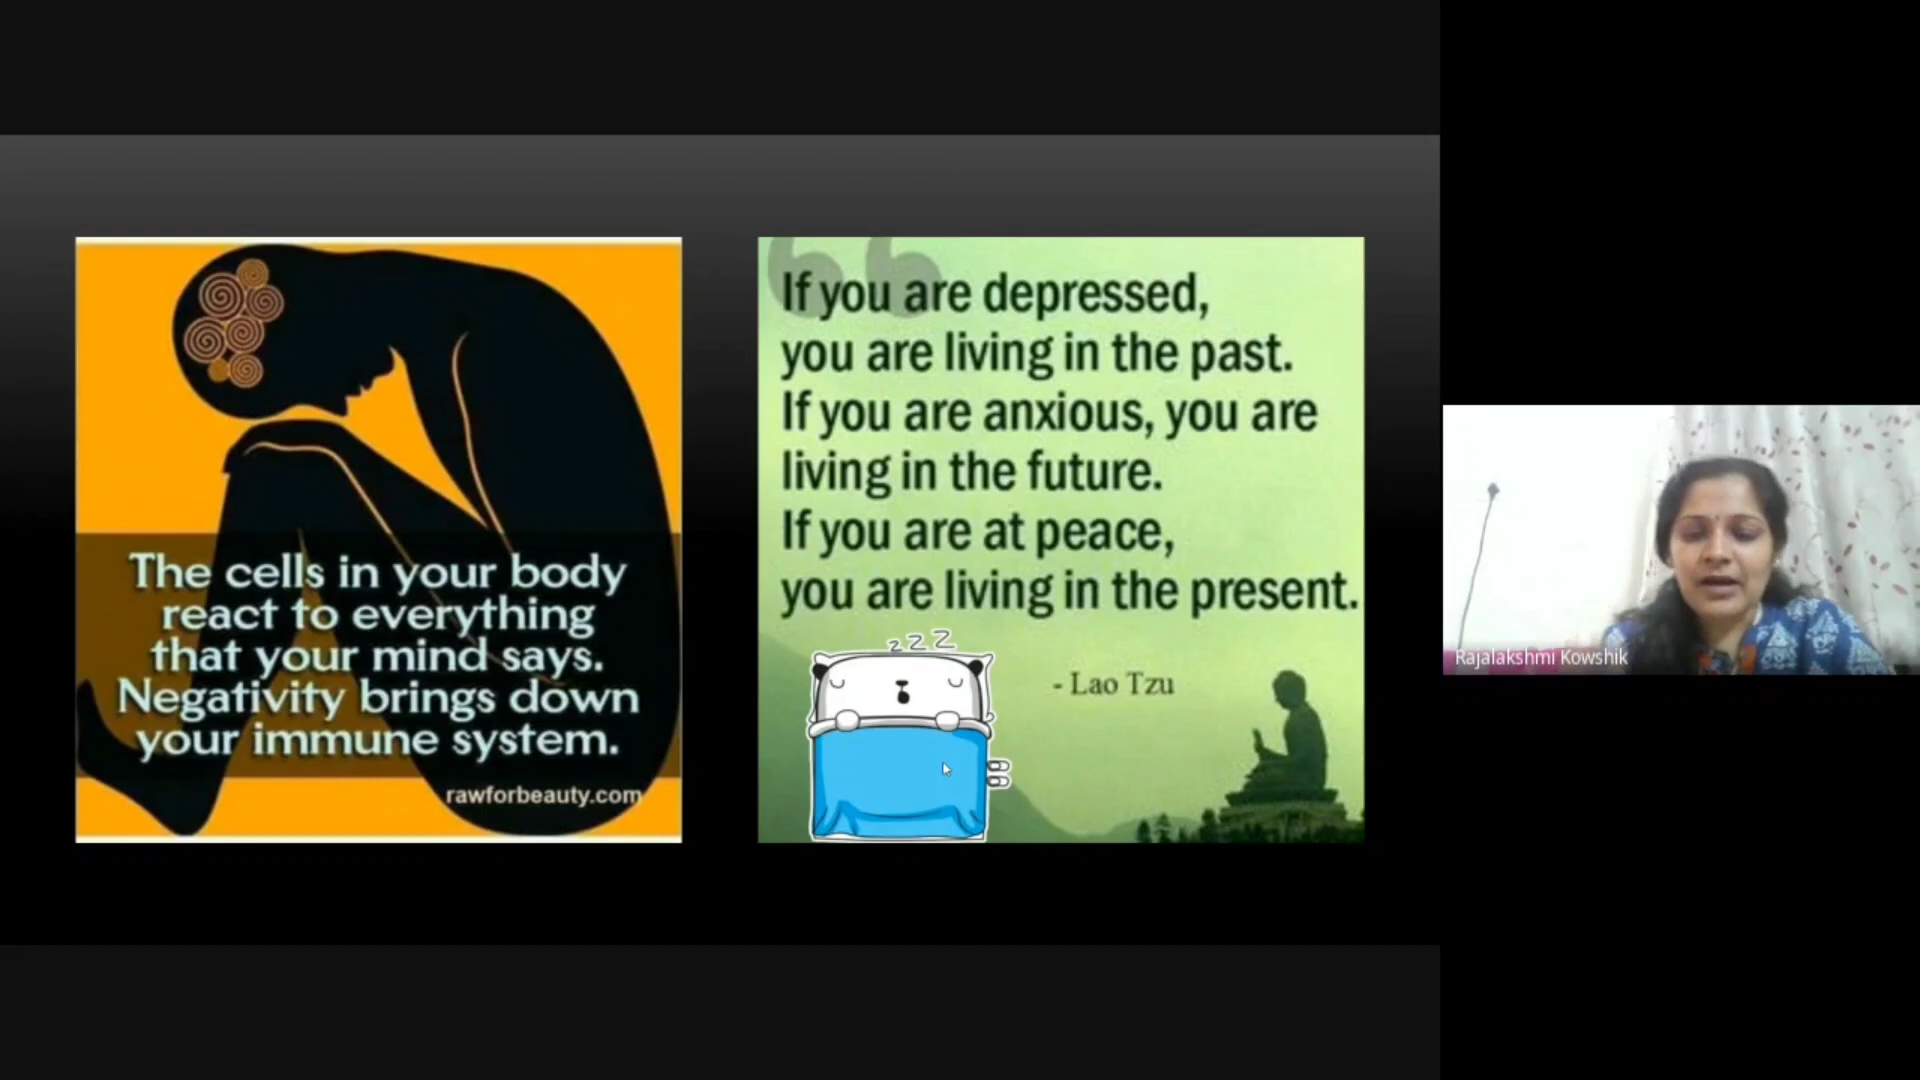 The cells in your body
react to everything
that your mind says.
Negativity brings down
your immune system.
rawforbeauty.com
If you are depressed,
you are living in the past.
If you are anxious, you are
living in the future.
If you are at peace,
you are living in the present.
z Z Z
- Lao Tzu
Rajalakshmi Kowshik